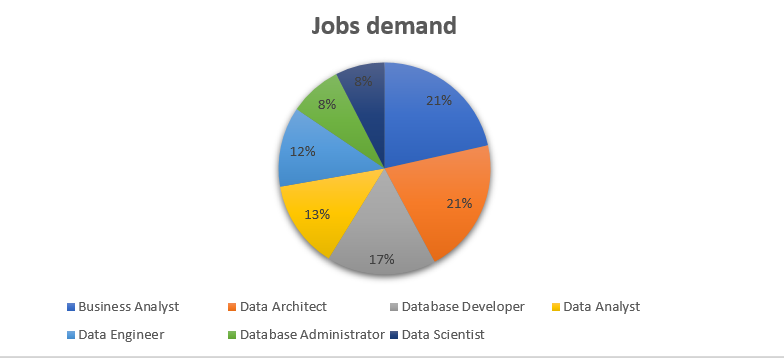 Jobs demand
8%
21%
8%
12%
21%
13%
17%
Business Analyst Data Architect Database Developer Data Analyst
Data Engineer Database Administrator Data Scientist